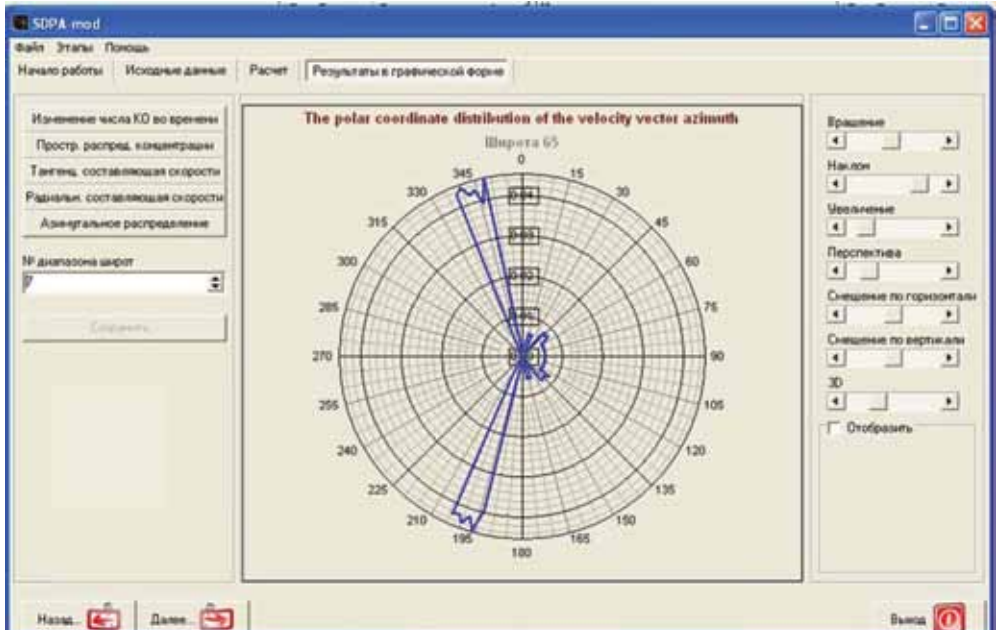 SDPA-mod
Файл Этапы Помощь
Начало работы Исходные данные Расчет Результаты в графической форме
Изменение числа КО во времени
Простр. распред. концентрации
Тангенц. составляющая скорости
Радиальн. составляющая скорости
Азимутальное распределение
№ диапазона широт
7
Сохранить
The polar coordinate distribution of the velocity vector azimuth
Широта 65
0
345 15
330 30
315 45
300 60
285 75
270 90
255 105
240 120
225 135
210 150
195 165
180
Вращение
Наклон
Увеличение
Перспектива
Смещение по горизонтали
Смещение по вертикали
3D
Отобразить
Назад... Далее... Выход